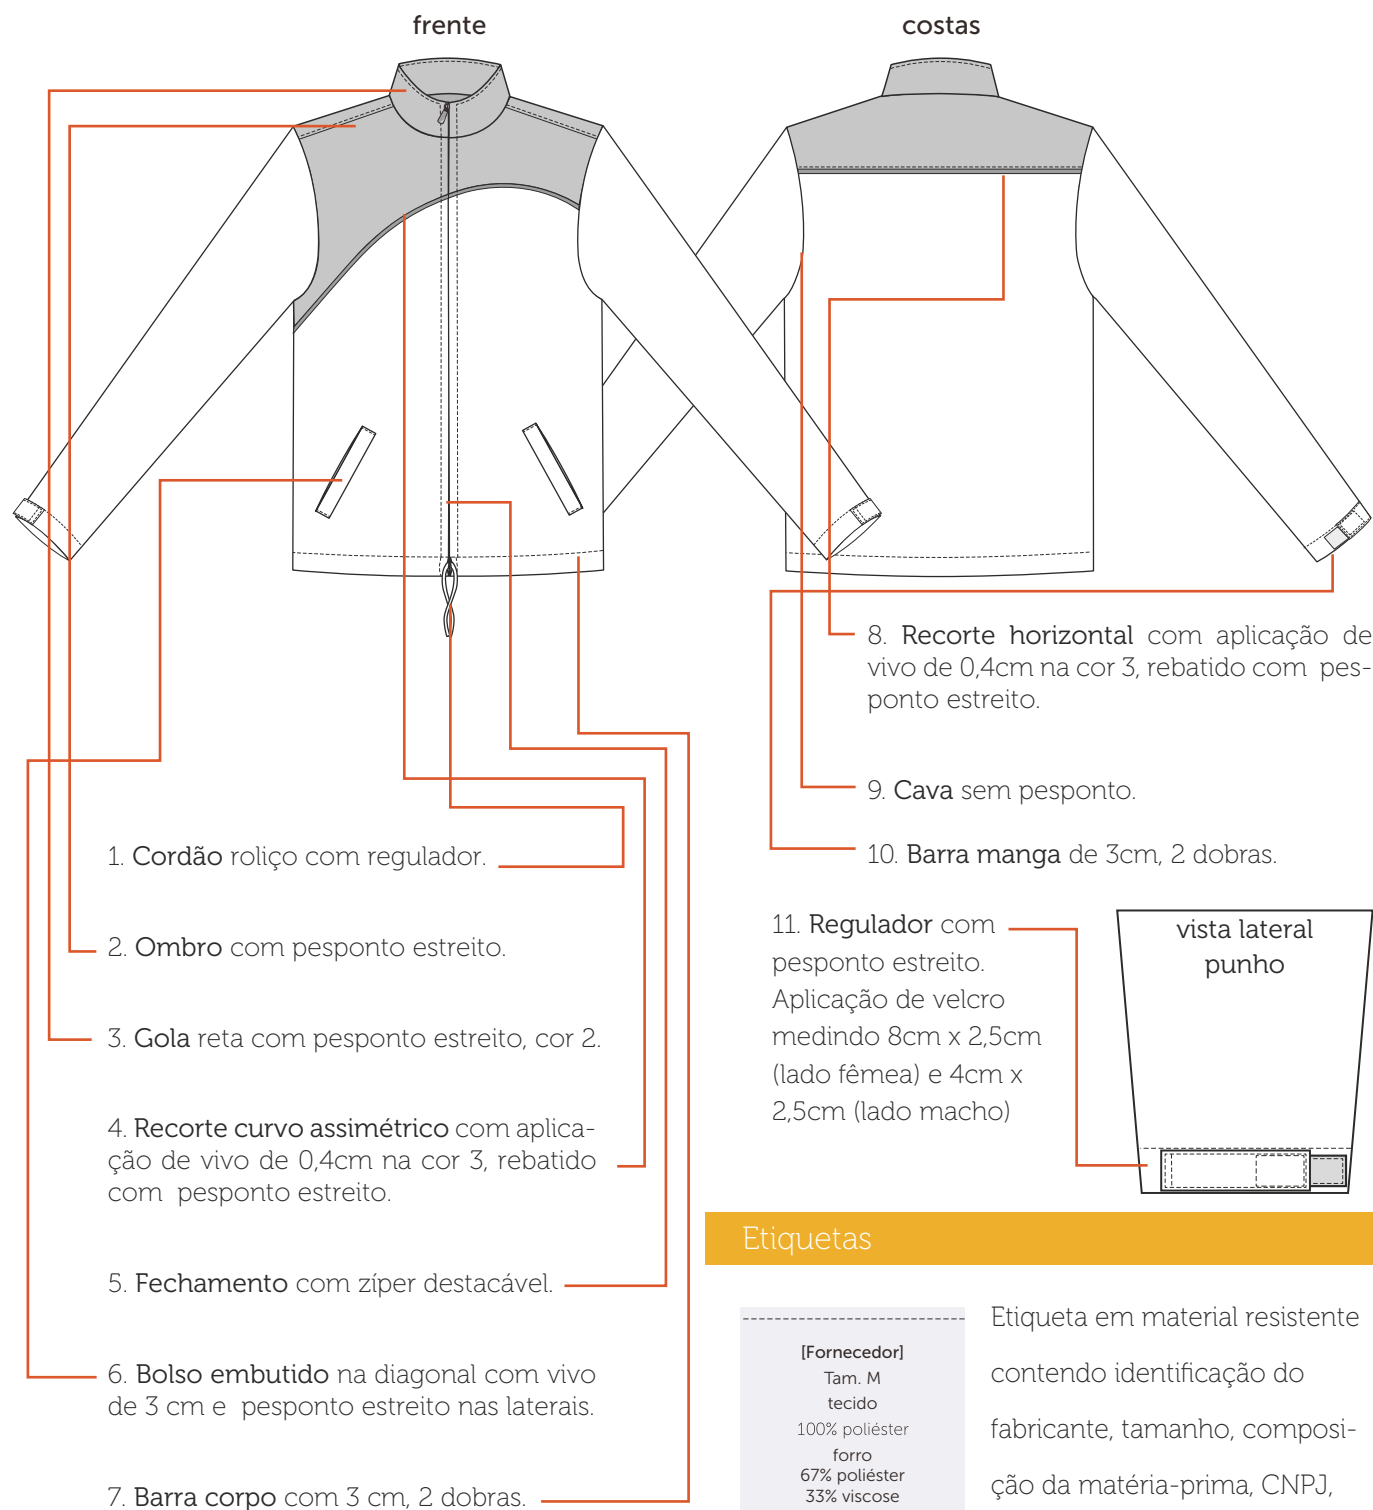 frente
costas
8. Recorte horizontal com aplicação de
vivo de 0,4cm na cor 3, rebatido com pes-
ponto estreito.
9. Cava sem pesponto.
10. Barra manga de 3cm, 2 dobras.
1. Cordão roliço com regulador.
2. Ombro com pesponto estreito.
3. Gola reta com pesponto estreito, cor 2.
4. Recorte curvo assimétrico com aplica-
ção de vivo de 0,4cm na cor 3, rebatido
com pesponto estreito.
5. Fechamento com zíper destacável.
6. Bolso embutido na diagonal com vivo
de 3 cm e pesponto estreito nas laterais.
7. Barra corpo com 3 cm, 2 dobras.
11. Regulador com
pesponto estreito.
Aplicação de velcro
medindo 8cm x 2,5cm
(lado fêmea) e 4cm x
2,5cm (lado macho)
vista lateral
punho
Etiquetas
[Fornecedor]
Tam. M
tecido
100% poliéster
forro
67% poliéster
33% viscose
Etiqueta em material resistente
contendo identificação do
fabricante, tamanho, composi-
ção da matéria-prima, CNPJ,